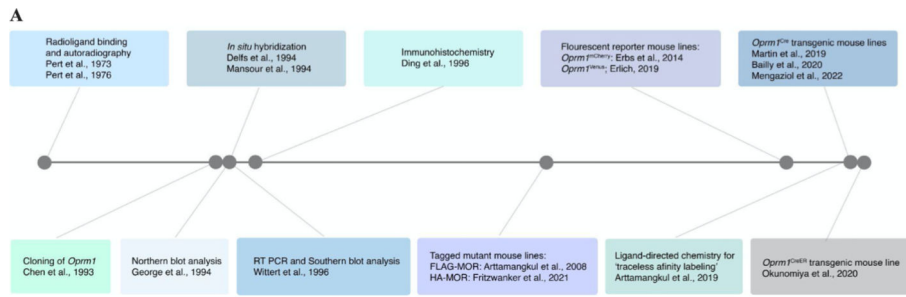 A
Radioligand binding
and autoradiography
Pert et al., 1973
Pert et al., 1976
In situ hybridization
Delfs et al., 1994
Mansour et al., 1994
Immunohistochemistry
Ding et al., 1996
Flourescent reporter mouse lines:
Oprm1mCherry; Erbs et al., 2014
Oprm1Venus; Erlich, 2019
Oprm1Cre transgenic mouse lines
Martin et al., 2019
Bailly et al., 2020
Mengaziol et al., 2022
Cloning of Oprm1
Chen et al., 1993
Northern blot analysis
George et al., 1994
RT PCR and Southern blot analysis
Wittert et al., 1996
Tagged mutant mouse lines:
FLAG-MOR: Arttamangkul et al., 2008
HA-MOR: Fritzwanker et al., 2021
Ligand-directed chemistry for
'traceless afinity labeling'
Arttamangkul et al., 2019
Oprm1CreERt transgenic mouse line
Okunomiya et al., 2020